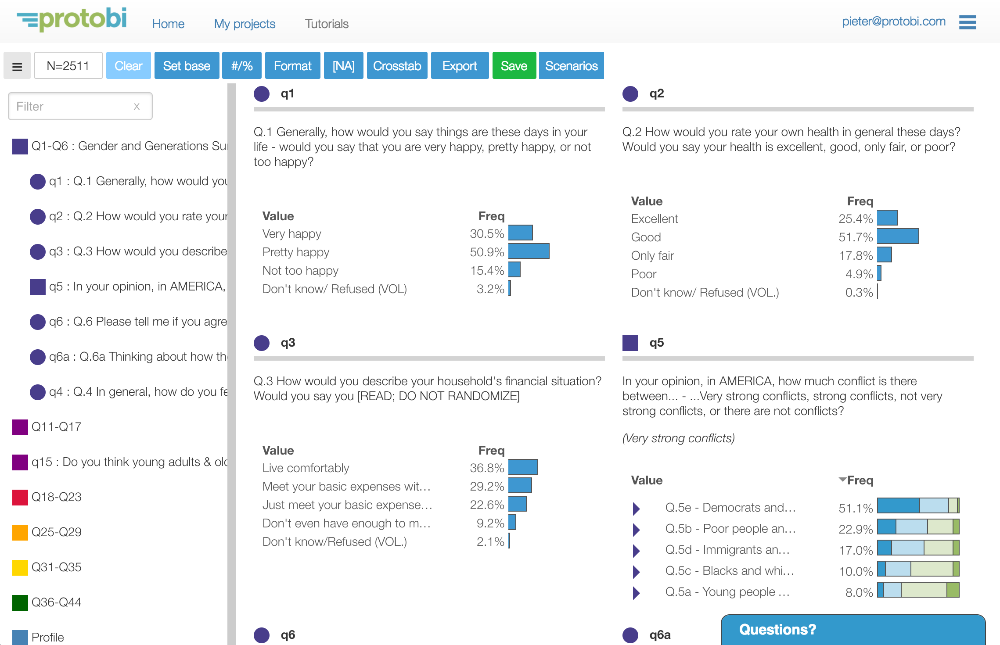 protobi
Home
My projects
Tutorials
pieter@protobi.com
N=2511
Clear
Set base
#/%
Format
[NA]
Crosstab
Export
Save
Scenarios
Filter
x
Q1-Q6 : Gender and Generations Sur
q1 : Q.1 Generally, how would you
q2 : Q.2 How would you rate your
q3 : Q.3 How would you describe
q5 : In your opinion, in AMERICA,
q6 : Q.6 Please tell me if you agre
q6a : Q.6a Thinking about how the
q4 : Q.4 In general, how do you fe
Q11-Q17
q15 : Do you think young adults & old
Q18-Q23
Q25-Q29
Q31-Q35
Q36-Q44
Profile
q1
Q.1 Generally, how would you say things are these days in your
life - would you say that you are very happy, pretty happy, or not
too happy?
Value Freq
Very happy 30.5%
Pretty happy 50.9%
Not too happy 15.4%
Don't know/ Refused (VOL) 3.2%
q2
Q.2 How would you rate your own health in general these days?
Would you say your health is excellent, good, only fair, or poor?
Value Freq
Excellent 25.4%
Good 51.7%
Only fair 17.8%
Poor 4.9%
Don't know/ Refused (VOL.) 0.3%
q3
Q.3 How would you describe your household's financial situation?
Would you say you [READ; DO NOT RANDOMIZE]
Value Freq
Live comfortably 36.8%
Meet your basic expenses wit... 29.2%
Just meet your basic expense... 22.6%
Don't even have enough to m... 9.2%
Don't know/Refused (VOL.) 2.1%
q5
In your opinion, in AMERICA, how much conflict is there
between... - ...Very strong conflicts, strong conflicts, not very
strong conflicts, or there are not conflicts?
(Very strong conflicts)
Value Freq
Q.5e - Democrats and... 51.1%
Q.5b - Poor people an... 22.9%
Q.5d - Immigrants an... 17.0%
Q.5c - Blacks and whi... 10.0%
Q.5a - Young people ... 8.0%
q6
q6a
Questions?